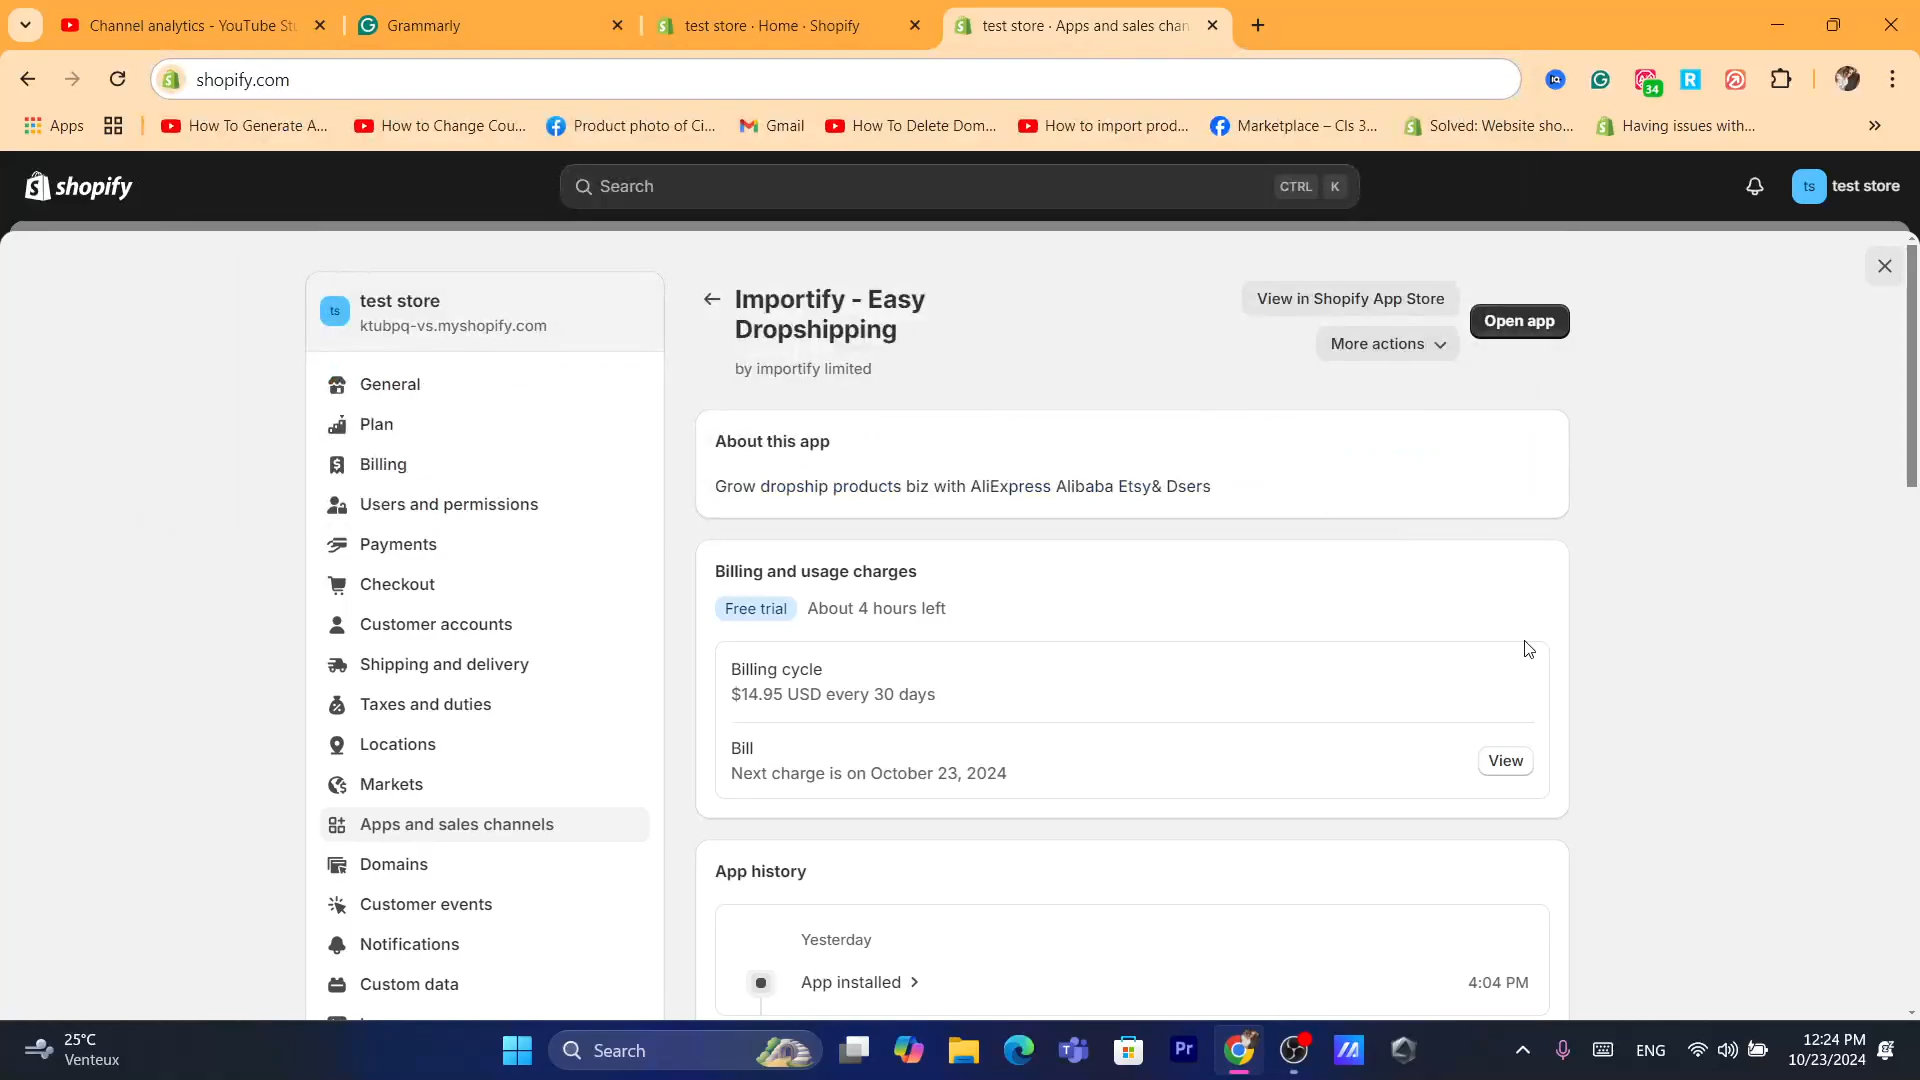 Channel analytics - YouTube Stu
Grammarly
test store · Home · Shopify
test store · Apps and sales chan
shopify.com
34
Apps
How To Generate A...
How to Change Cou...
Product photo of Ci...
Gmail
How To Delete Dom...
How to import prod...
Marketplace – Cls 3...
Solved: Website sho...
Having issues with...
»
shopify
Search
CTRL K
ts
test store
ts
test store
ktubpq-vs.myshopify.com
General
Plan
Billing
Users and permissions
Payments
Checkout
Customer accounts
Shipping and delivery
Taxes and duties
Locations
Markets
Apps and sales channels
Domains
Customer events
Notifications
Custom data
Importify - Easy
Dropshipping
by importify limited
View in Shopify App Store
More actions
Open app
About this app
Grow dropship products biz with AliExpress Alibaba Etsy& Dsers
Billing and usage charges
Free trial About 4 hours left
Billing cycle
$14.95 USD every 30 days
Bill
Next charge is on October 23, 2024
View
App history
Yesterday
App installed
4:04 PM
25°C
Venteux
Search
Pr
ENG
12:24 PM
10/23/2024